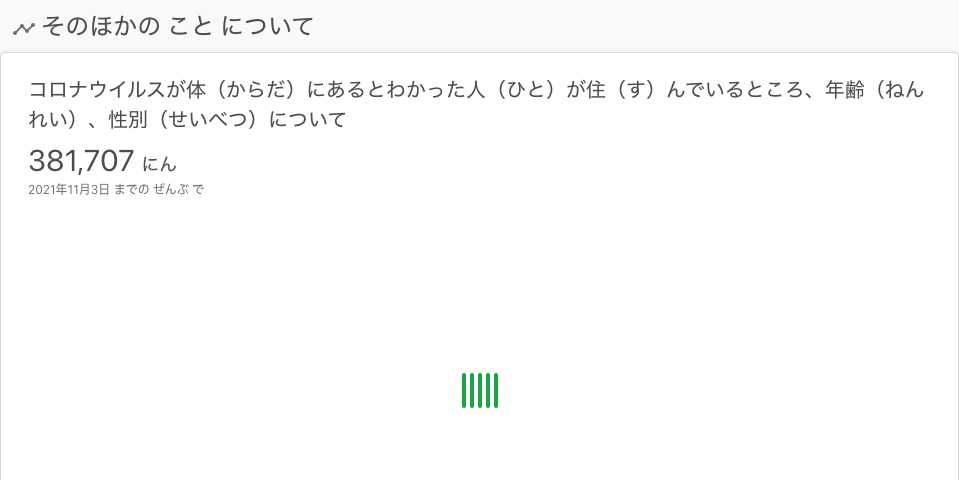 そのほかの こと について
コロナウイルスが体（からだ）にあるとわかった人（ひと）が住（す）んでいるところ、年齢（ねん
れい）、性別（せいべつ）について
381,707 にん
2021年11月3日 までの ぜんぶ で